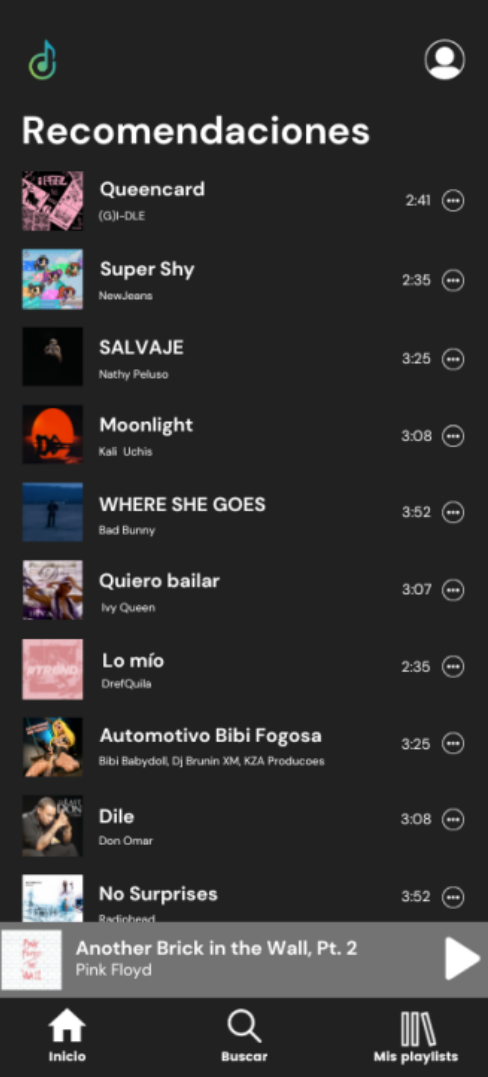 Recomendaciones
Queencard
2:41
(G)I-DLE
Super Shy
2:35
NewJeans
SALVAJE
3:25
Nathy Peluso
Moonlight
3:08
Kali Uchis
WHERE SHE GOES
3:52
Bad Bunny
Quiero bailar
3:07
Ivy Queen
Lo mío
2:35
DrefQuila
#TREND
Automotivo Bibi Fogosa
3:25
Bibi Babydoll, Dj Brunin XM, KZA Producoes
Dile
3:08
Don Omar
No Surprises
3:52
Radiohead
Another Brick in the Wall, Pt. 2
Pink Floyd
Inicio
Buscar
Mis playlists